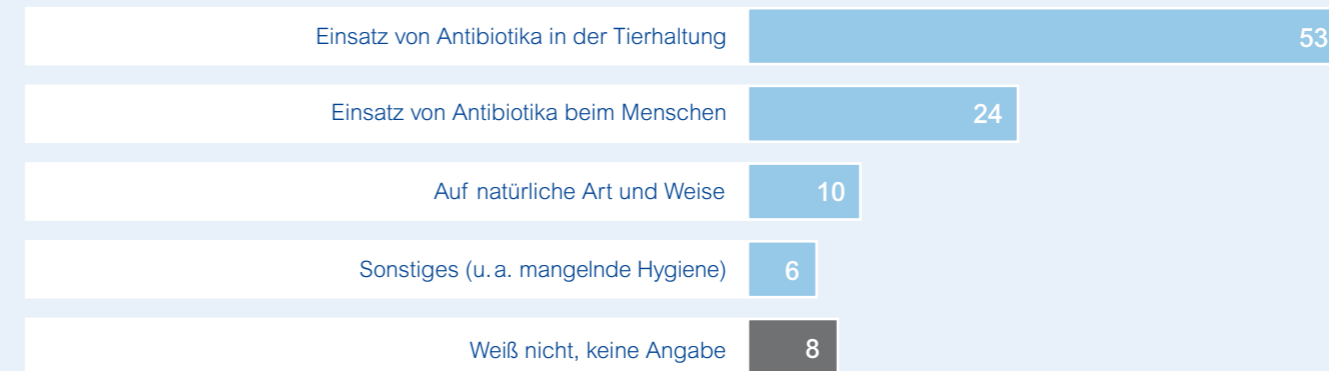 Einsatz von Antibiotika in der Tierhaltung 53
Einsatz von Antibiotika beim Menschen 24
Auf natürliche Art und Weise 10
Sonstiges (u. a. mangelnde Hygiene) 6
Weiß nicht, keine Angabe 8